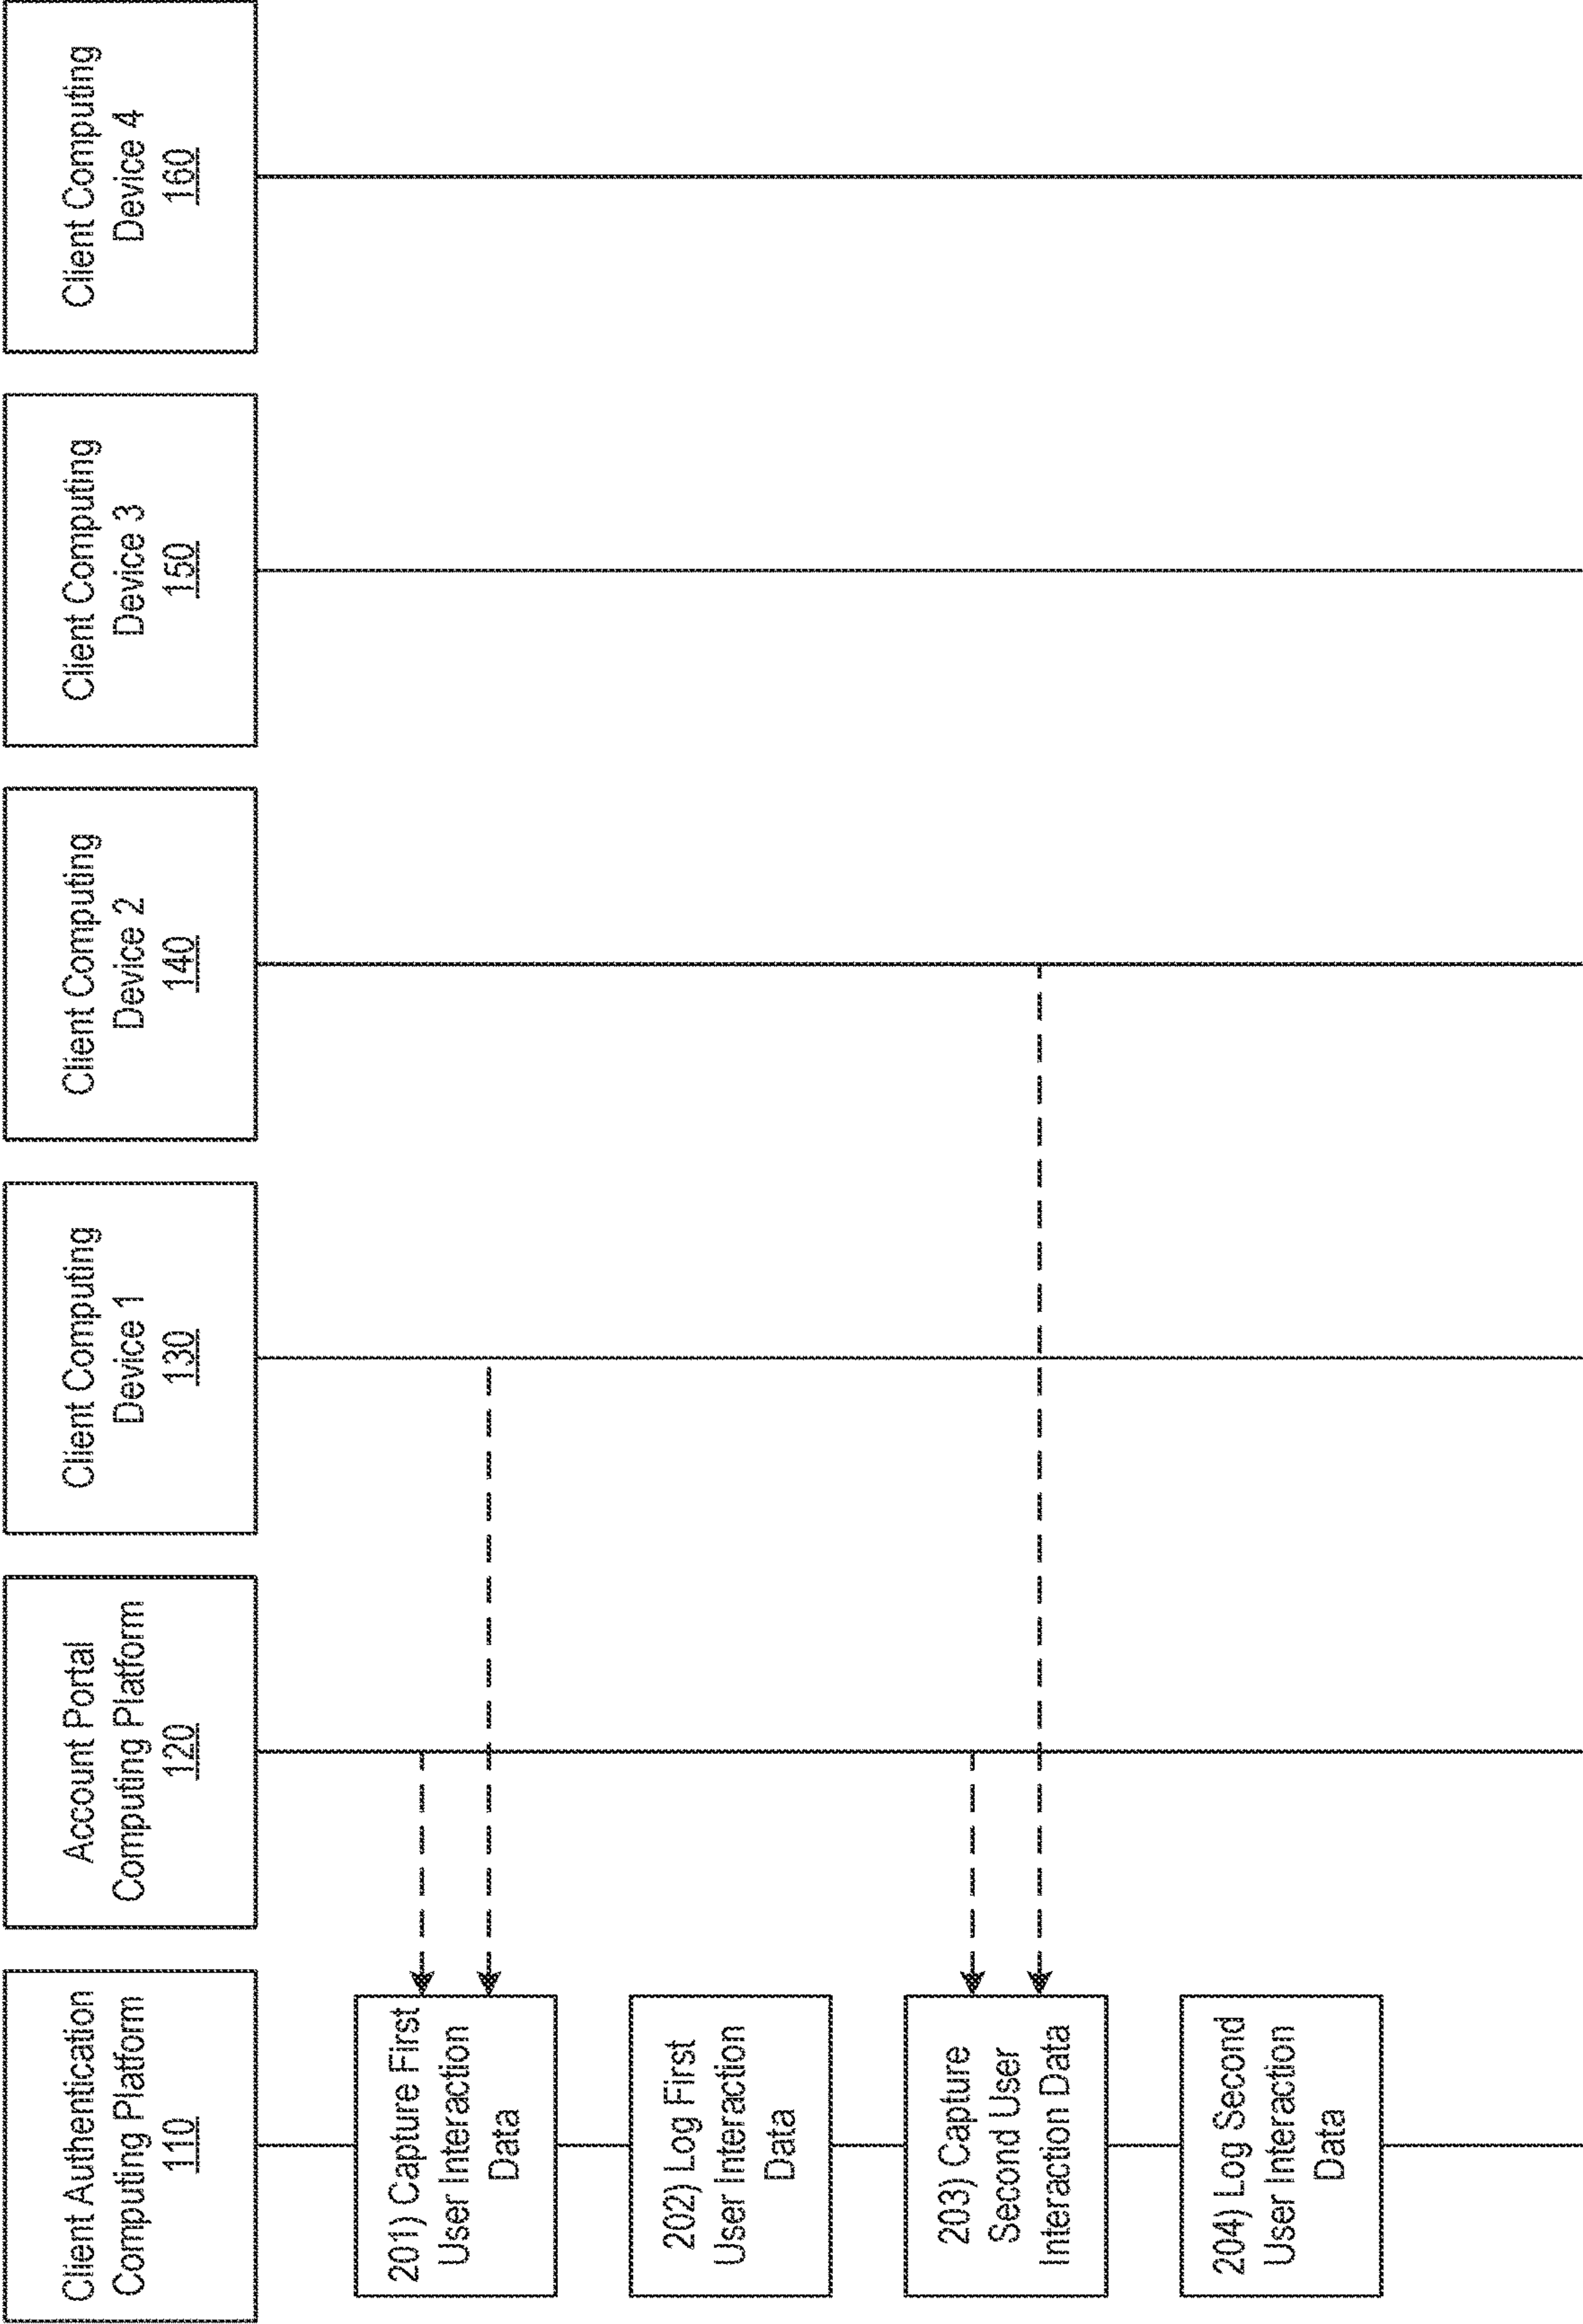 Client Authentication
Computing Platform
110
Account Portal
Computing Platform
120
Client Computing
Device 1
130
Client Computing
Device 2
140
Client Computing
Device 3
150
Client Computing
Device 4
160
201) Capture First
User Interaction
Data
202) Log First
User Interaction
Data
203) Capture
Second User
Interaction Data
204) Log Second
User Interaction
Data